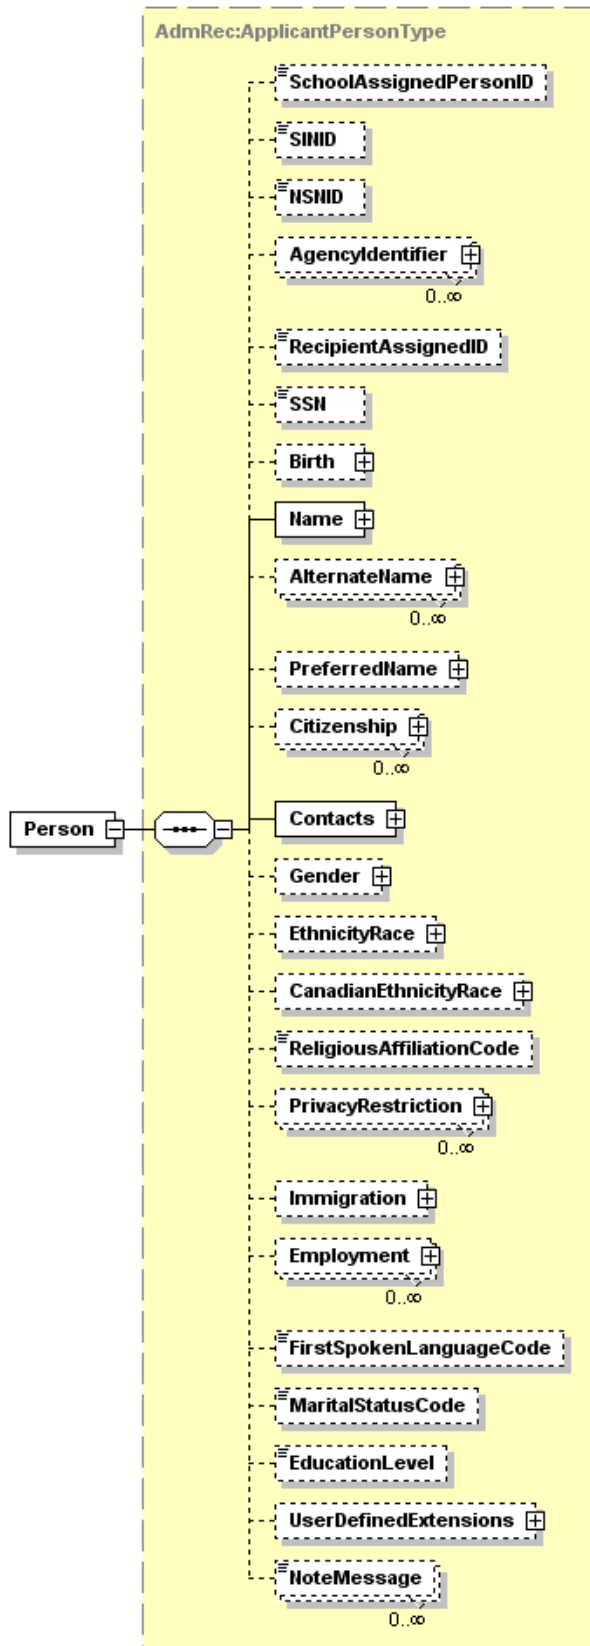 AdmRec:ApplicantPersonType
SchoolAssignedPersonID
SINID
NSNID
AgencyIdentifier
0..∞
RecipientAssignedID
SSN
Birth
Name
AlternateName
0..∞
PreferredName
Citizenship
0..∞
Person
Contacts
Gender
EthnicityRace
CanadianEthnicityRace
ReligiousAffiliationCode
PrivacyRestriction
0..∞
Immigration
Employment
0..∞
FirstSpokenLanguageCode
MaritalStatusCode
EducationLevel
UserDefinedExtensions
NoteMessage
0..∞